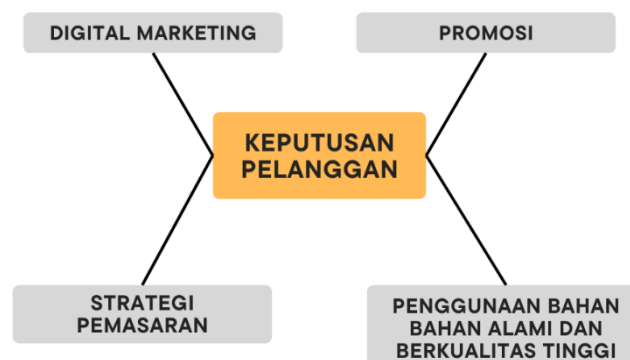 DIGITAL MARKETING
PROMOSI
KEPUTUSAN
PELANGGAN
STRATEGI
PEMASARAN
PENGGUNAAN BAHAN
BAHAN ALAMI DAN
BERKUALITAS TINGGI